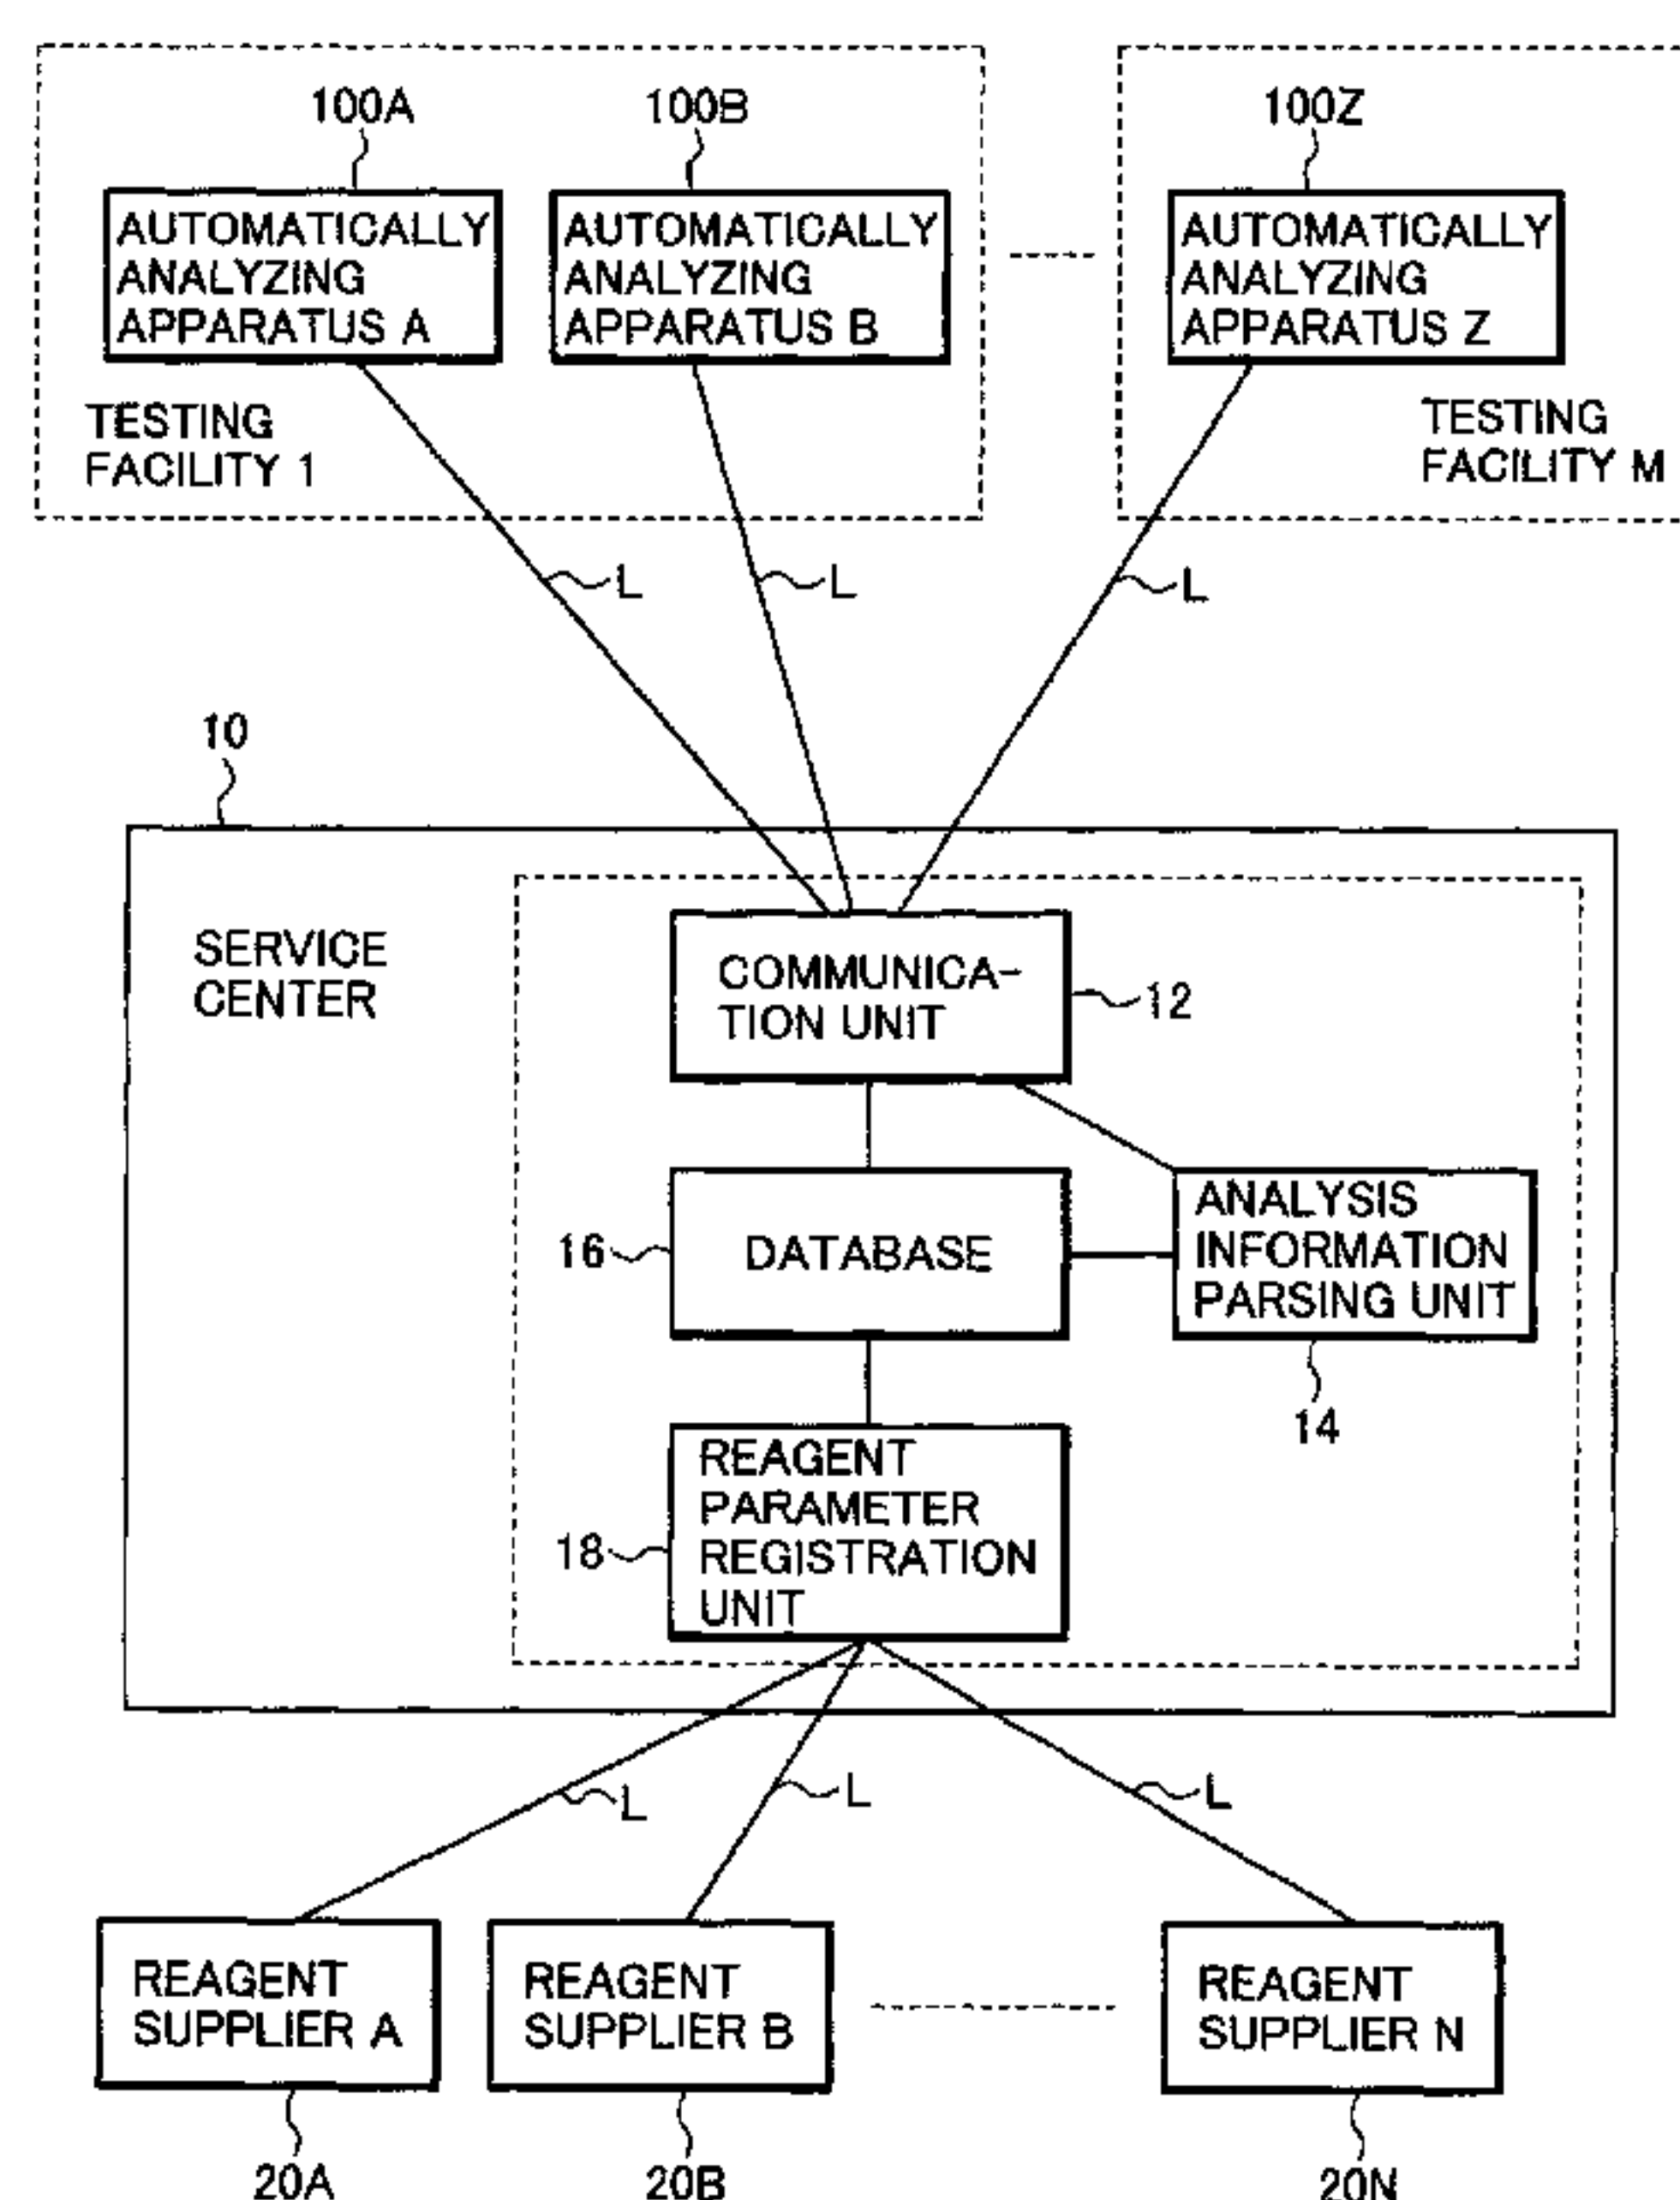 100A 100B 100Z
AUTOMATICALLY
ANALYZING
APPARATUS A
AUTOMATICALLY
ANALYZING
APPARATUS B
AUTOMATICALLY
ANALYZING
APPARATUS Z
TESTING
FACILITY 1
TESTING
FACILITY M
L L L
10
SERVICE
CENTER
COMMUNICA-
TION UNIT
12
16
DATABASE
ANALYSIS
INFORMATION
PARSING UNIT
14
18
REAGENT
PARAMETER
REGISTRATION
UNIT
L L L
REAGENT
SUPPLIER A
REAGENT
SUPPLIER B
REAGENT
SUPPLIER N
20A 20B 20N